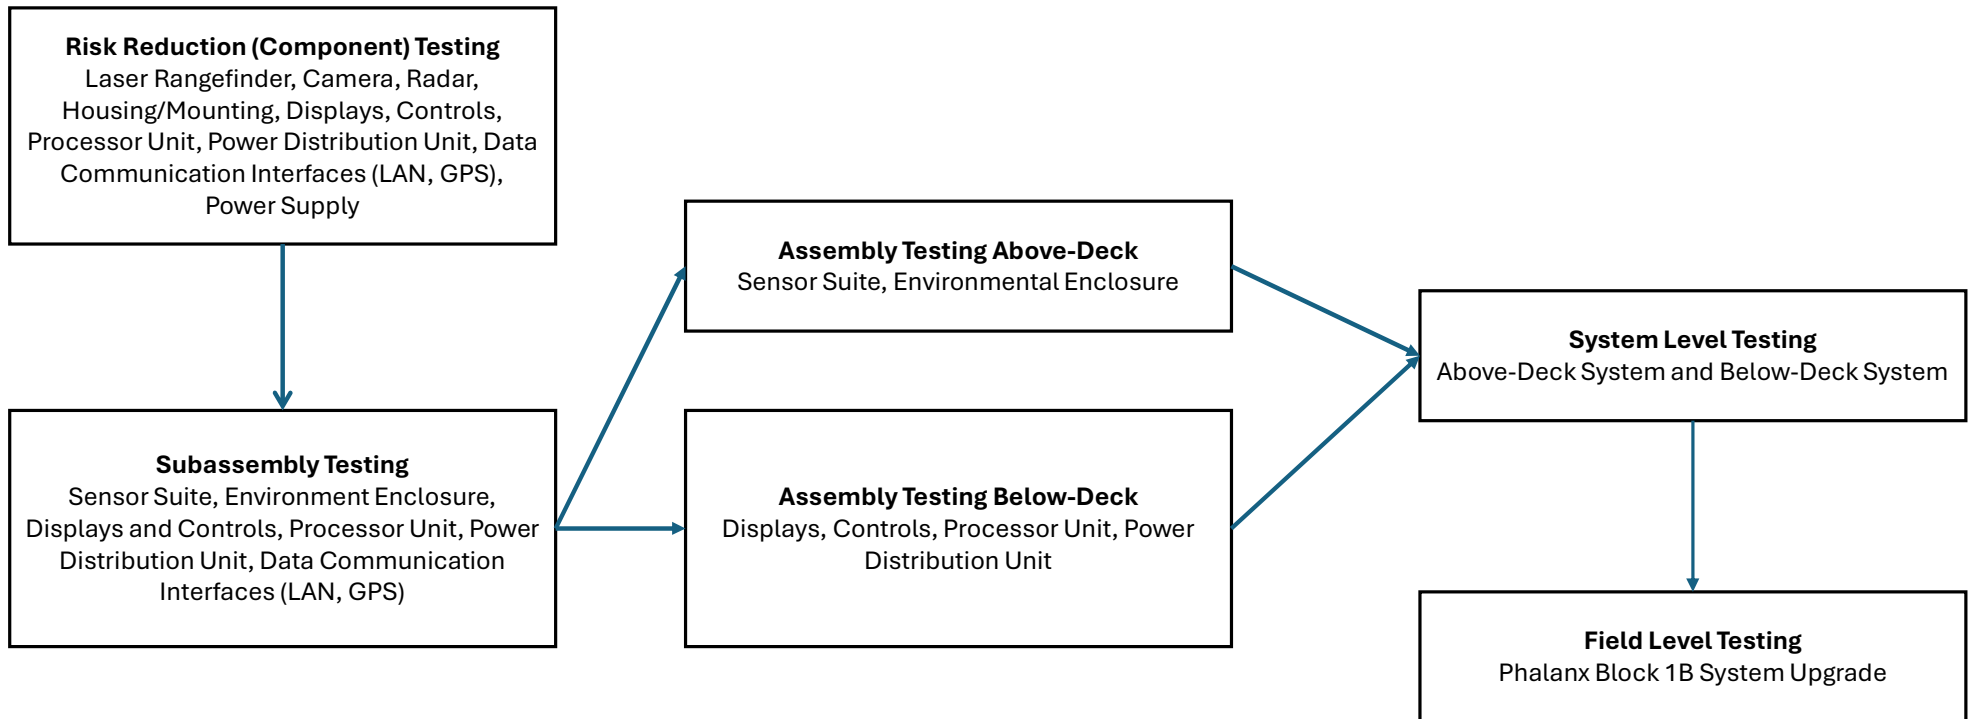 Risk Reduction (Component) Testing
Laser Rangefinder, Camera, Radar,
Housing/Mounting, Displays, Controls,
Processor Unit, Power Distribution Unit, Data
Communication Interfaces (LAN, GPS),
Power Supply
Subassembly Testing
Sensor Suite, Environment Enclosure,
Displays and Controls, Processor Unit, Power
Distribution Unit, Data Communication
Interfaces (LAN, GPS)
Assembly Testing Above-Deck
Sensor Suite, Environmental Enclosure
Assembly Testing Below-Deck
Displays, Controls, Processor Unit, Power
Distribution Unit
System Level Testing
Above-Deck System and Below-Deck System
Field Level Testing
Phalanx Block 1B System Upgrade